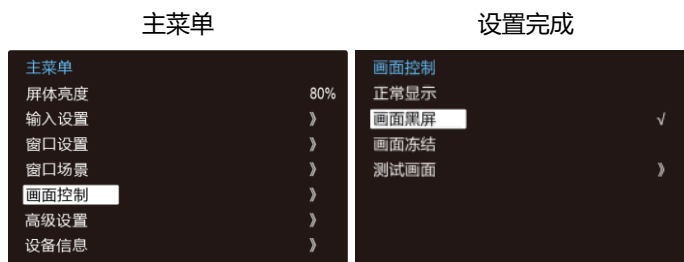 主菜单
主菜单
屏体亮度 80%
输入设置 》
窗口设置 》
窗口场景 》
画面控制 》
高级设置 》
设备信息 》
设置完成
画面控制
正常显示
画面黑屏 √
画面冻结
测试画面 》